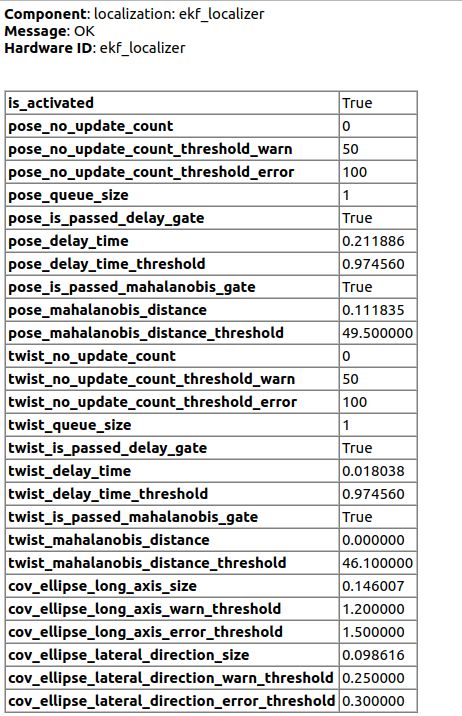 Component: localization: ekf_localizer
Message: OK
Hardware ID: ekf_localizer
is_activated True
pose_no_update_count 0
pose_no_update_count_threshold_warn 50
pose_no_update_count_threshold_error 100
pose_queue_size 1
pose_is_passed_delay_gate True
pose_delay_time 0.211886
pose_delay_time_threshold 0.974560
pose_is_passed_mahalanobis_gate True
pose_mahalanobis_distance 0.111835
pose_mahalanobis_distance_threshold 49.500000
twist_no_update_count 0
twist_no_update_count_threshold_warn 50
twist_no_update_count_threshold_error 100
twist_queue_size 1
twist_is_passed_delay_gate True
twist_delay_time 0.018038
twist_delay_time_threshold 0.974560
twist_is_passed_mahalanobis_gate True
twist_mahalanobis_distance 0.000000
twist_mahalanobis_distance_threshold 46.100000
cov_ellipse_long_axis_size 0.146007
cov_ellipse_long_axis_warn_threshold 1.200000
cov_ellipse_long_axis_error_threshold 1.500000
cov_ellipse_lateral_direction_size 0.098616
cov_ellipse_lateral_direction_warn_threshold 0.250000
cov_ellipse_lateral_direction_error_threshold 0.300000